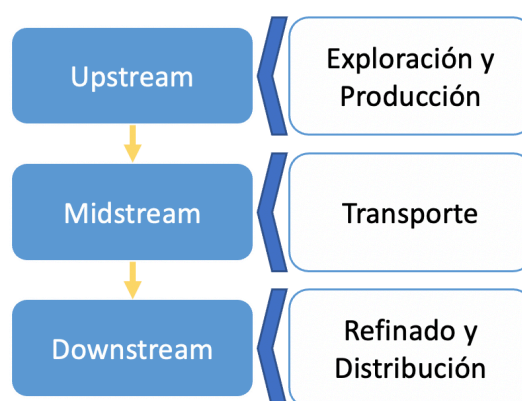 Upstream
Exploración y
Producción
Midstream
Transporte
Downstream
Refinado y
Distribución